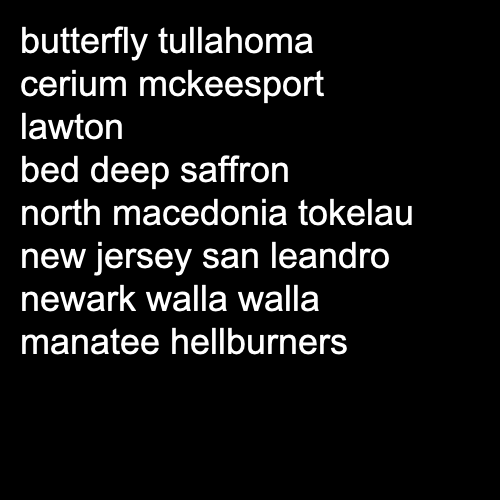 butterfly tullahoma
cerium mckeesport
lawton
bed deep saffron
north macedonia tokelau
new jersey san leandro
newark walla walla
manatee hellburners